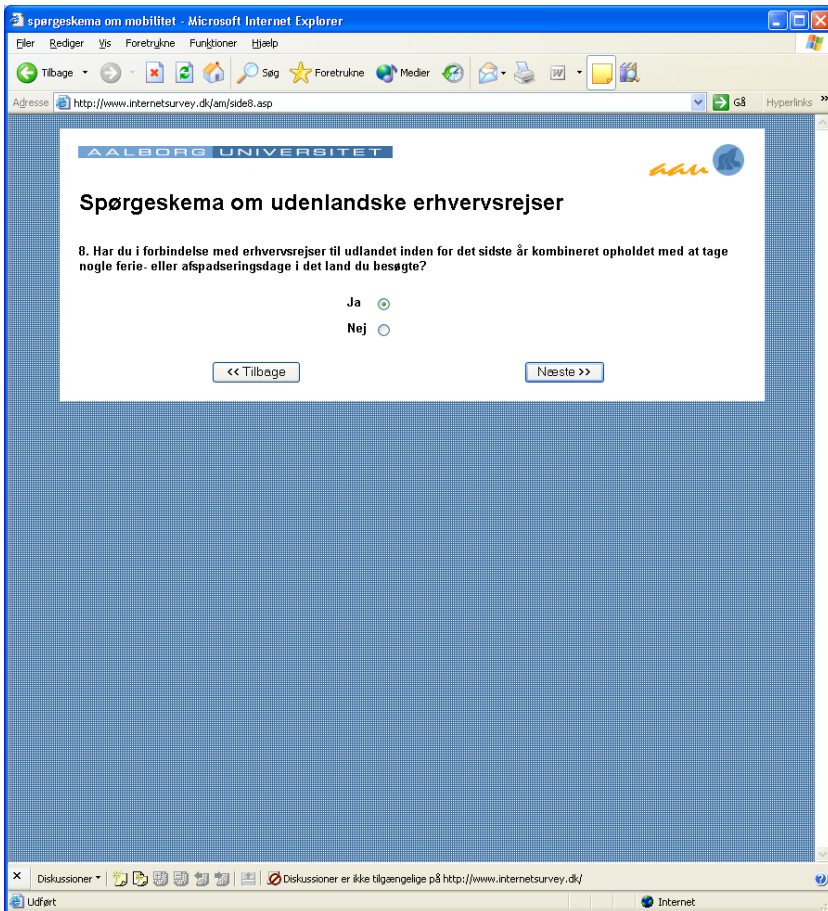 spørgeskema om mobilitet - Microsoft Internet Explorer
Filer Rediger Vis Foretrukne Funktioner Hjælp
Tilbage Søg Foretrukne Medier
Adresse http://www.internetsurvey.dk/am/side8.asp Gå Hyperlinks »
AALBORG UNIVERSITET
aau
Spørgeskema om udenlandske erhvervsrejser
8. Har du i forbindelse med erhvervsrejser til udlandet inden for det sidste år kombineret opholdet med at tage
nogle ferie- eller afspadseringsdage i det land du besøgte?
Ja
Nej
<< Tilbage Næste >>
Diskussioner Diskussioner er ikke tilgængelige på http://www.internetsurvey.dk/
Udført Internet